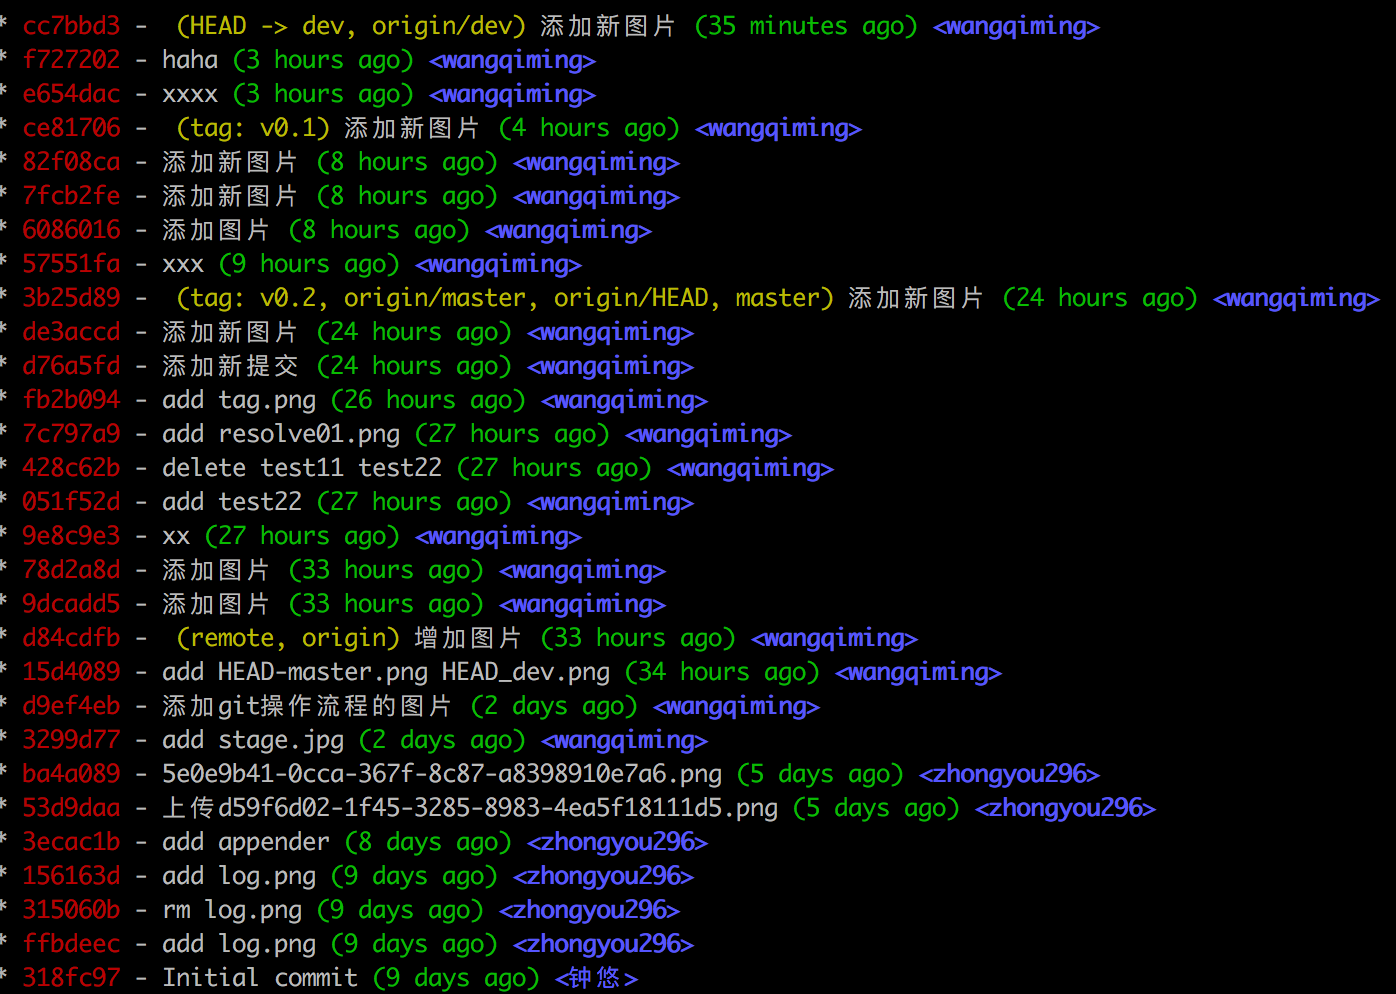 * cc7bbd3 -  (HEAD -> dev, origin/dev) 添加新图片 (35 minutes ago) <wangqiming>
* f727202 - haha (3 hours ago) <wangqiming>
* e654dac - xxxx (3 hours ago) <wangqiming>
* ce81706 -  (tag: v0.1) 添加新图片 (4 hours ago) <wangqiming>
* 82f08ca - 添加新图片 (8 hours ago) <wangqiming>
* 7fcb2fe - 添加新图片 (8 hours ago) <wangqiming>
* 6086016 - 添加图片 (8 hours ago) <wangqiming>
* 57551fa - xxx (9 hours ago) <wangqiming>
* 3b25d89 -  (tag: v0.2, origin/master, origin/HEAD, master) 添加新图片 (24 hours ago) <wangqiming>
* de3accd - 添加新图片 (24 hours ago) <wangqiming>
* d76a5fd - 添加新提交 (24 hours ago) <wangqiming>
* fb2b094 - add tag.png (26 hours ago) <wangqiming>
* 7c797a9 - add resolve01.png (27 hours ago) <wangqiming>
* 428c62b - delete test11 test22 (27 hours ago) <wangqiming>
* 051f52d - add test22 (27 hours ago) <wangqiming>
* 9e8c9e3 - xx (27 hours ago) <wangqiming>
* 78d2a8d - 添加图片 (33 hours ago) <wangqiming>
* 9dcadd5 - 添加图片 (33 hours ago) <wangqiming>
* d84cdfb -  (remote, origin) 增加图片 (33 hours ago) <wangqiming>
* 15d4089 - add HEAD-master.png HEAD_dev.png (34 hours ago) <wangqiming>
* d9ef4eb - 添加git操作流程的图片 (2 days ago) <wangqiming>
* 3299d77 - add stage.jpg (2 days ago) <wangqiming>
* ba4a089 - 5e0e9b41-0cca-367f-8c87-a8398910e7a6.png (5 days ago) <zhongyou296>
* 53d9daa - 上传d59f6d02-1f45-3285-8983-4ea5f18111d5.png (5 days ago) <zhongyou296>
* 3ecac1b - add appender (8 days ago) <zhongyou296>
* 156163d - add log.png (9 days ago) <zhongyou296>
* 315060b - rm log.png (9 days ago) <zhongyou296>
* ffbdeec - add log.png (9 days ago) <zhongyou296>
* 318fc97 - Initial commit (9 days ago) <钟悠>